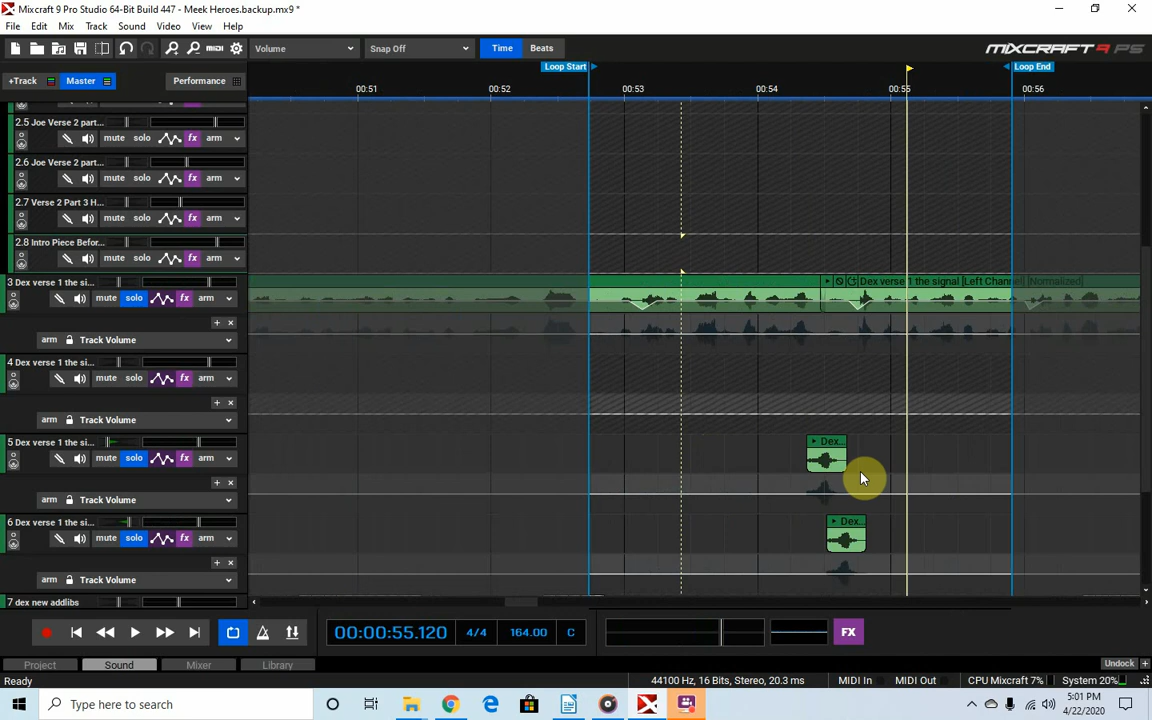 Mixcraft 9 Pro Studio 64-Bit Build 447 - Meek Heroes.backup.mx9 *
File Edit Mix Track Sound Video View Help
midi Volume Snap Off Time Beats MIXCRAFT 9 PS
Loop Start Loop End
+Track Master Performance
00:51 00:52 00:53 00:54 00:55 00:56
2.5 Joe Verse 2 part...
mute solo fx arm
2.6 Joe Verse 2 part...
mute solo fx arm
2.7 Verse 2 Part 3 H...
mute solo fx arm
2.8 Intro Piece Befor...
mute solo fx arm
3 Dex verse 1 the si... Dex verse 1 the signal [Left Channel] [Normalized]
mute solo fx arm
arm Track Volume
4 Dex verse 1 the si...
mute solo fx arm
arm Track Volume
5 Dex verse 1 the si... Dex...
mute solo fx arm
arm Track Volume
6 Dex verse 1 the si... Dex...
mute solo fx arm
arm Track Volume
7 dex new addlibs
00:00:55.120 4/4 164.00 C FX
Project Sound Mixer Library Undock
Ready 44100 Hz, 16 Bits, Stereo, 20.3 ms MIDI In MIDI Out CPU Mixcraft 7% System 20%
Type here to search
5:01 PM
4/22/2020